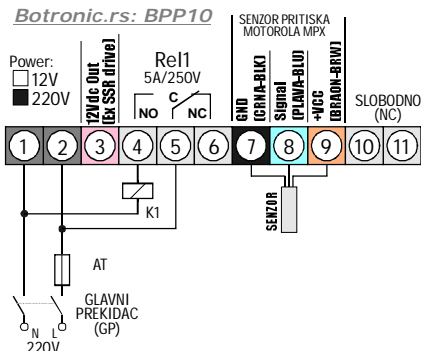 Botronic.rs: BPP10
Power:
12V
220V
12Vdc Out
(Ex SSR drive)
Rel1
5A/250V
NO C NC
SENZOR PRITISKA
MOTOROLA MPX
GND
(CRNA-BLK)
Signal
(PLAVA-BLU)
+VCC
(BRAON-BRW)
SLOBODNO
(NC)
1 2 3 4 5 6 7 8 9 10 11
K1
SENZOR
AT
GLAVNI
PREKIDAC
(GP)
N L
220V